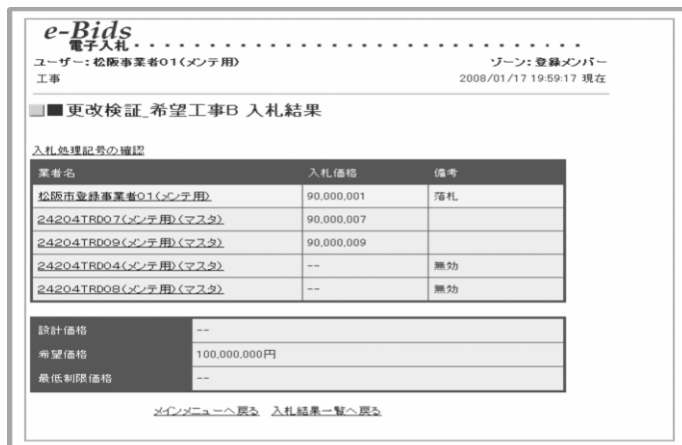 e-Bids
電子入札
ユーザー：松阪事業者01（メンテ用） ゾーン：登録メンバー
工事 2008/01/17 19:59:17 現在
更改検証_希望工事B 入札結果
入札処理記号の確認
業者名 入札価格 備考
松阪市登録事業者01（メンテ用） 90,000,001 落札
24204TRD07（メンテ用）（マスタ） 90,000,007
24204TRD09（メンテ用）（マスタ） 90,000,009
24204TRD04（メンテ用）（マスタ） -- 無効
24204TRD08（メンテ用）（マスタ） -- 無効
設計価格 --
希望価格 100,000,000円
最低制限価格 --
メインメニューへ戻る 入札結果一覧へ戻る